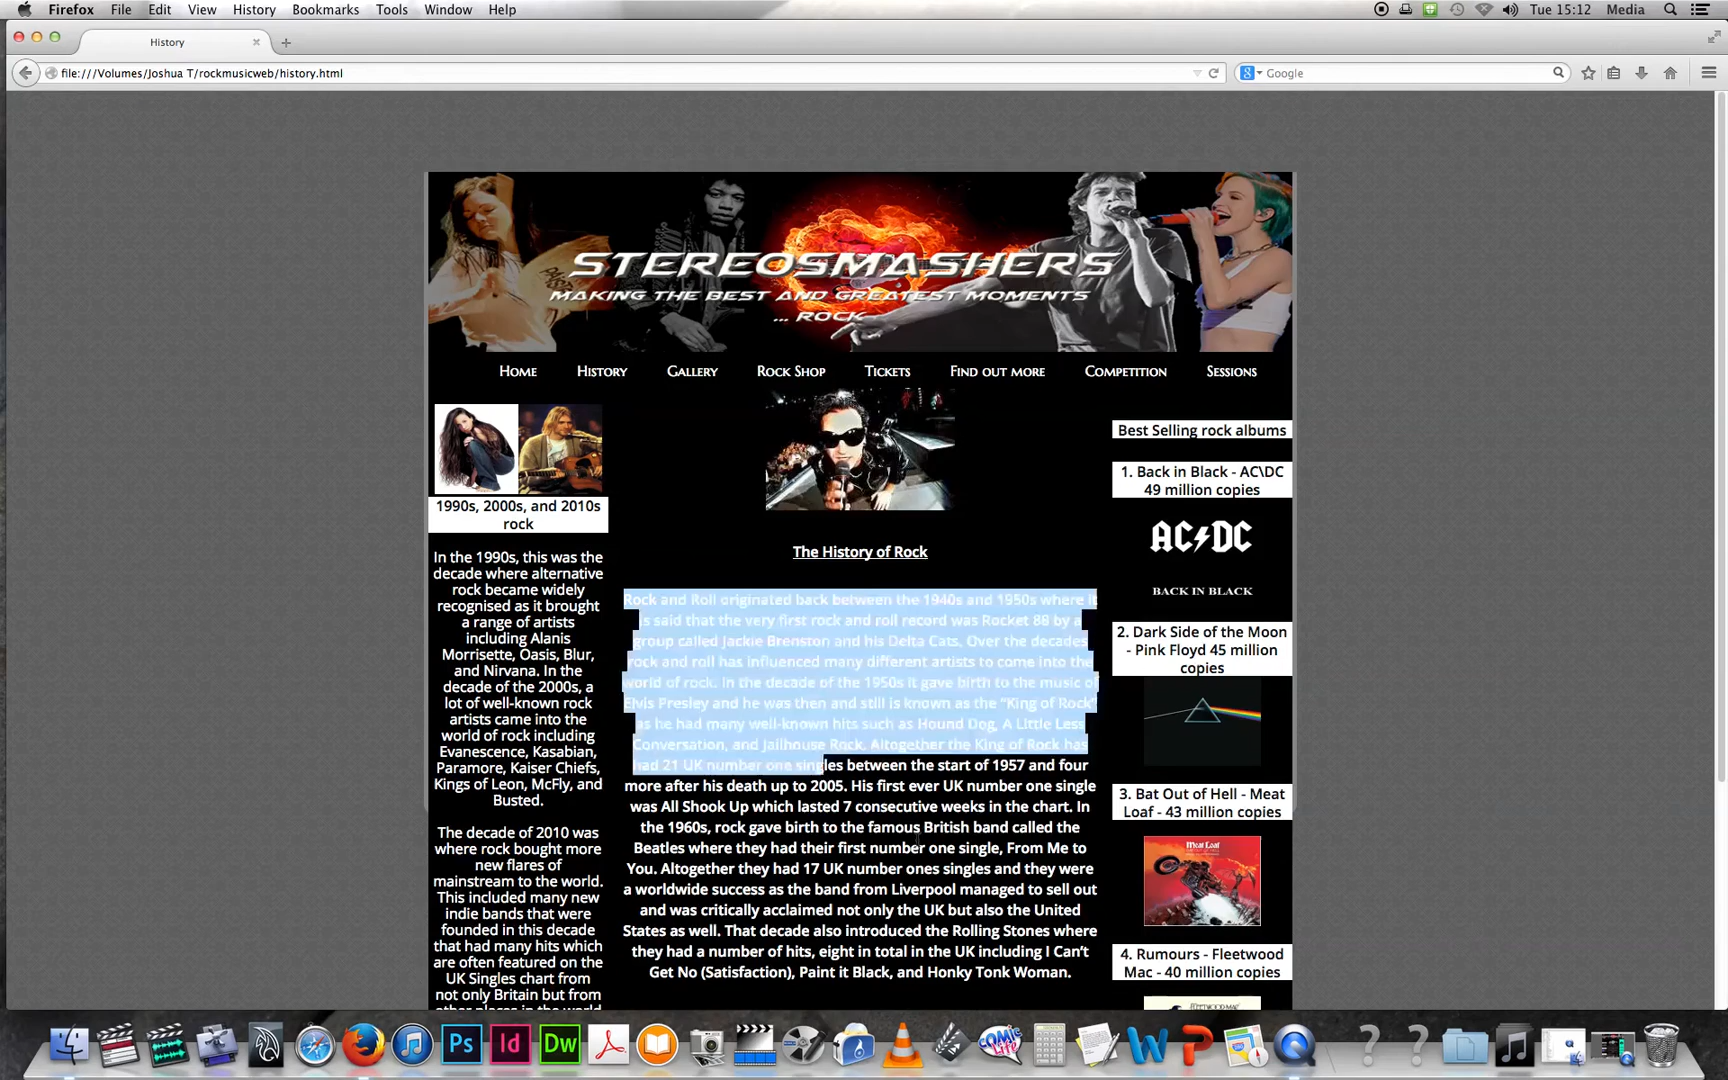 Firefox File Edit View History Bookmarks Tools Window Help
Tue 15:12 Media
History
file:///Volumes/Joshua T/rockmusicweb/history.html
Google
STEREOSMASHERS
MAKING THE BEST AND GREATEST MOMENTS
... ROCK
Home History Gallery Rock Shop Tickets Find out more Competition Sessions
1990s, 2000s, and 2010s
rock
In the 1990s, this was the
decade where alternative
rock became widely
recognised as it brought
a range of artists
including Alanis
Morrisette, Oasis, Blur,
and Nirvana. In the
decade of the 2000s, a
lot of well-known rock
artists came into the
world of rock including
Evanescence, Kasabian,
Paramore, Kaiser Chiefs,
Kings of Leon, McFly, and
Busted.
The decade of 2010 was
where rock bought more
new flares of
mainstream to the world.
This included many new
indie bands that were
founded in this decade
that had many hits which
are often featured on the
UK Singles chart from
not only Britain but from
other places in the world
The History of Rock
Rock and Roll originated back between the 1940s and 1950s where it
is said that the very first rock and roll record was Rocket 88 by a
group called Jackie Brenston and his Delta Cats. Over the decades
rock and roll has influenced many different artists to come into the
world of rock. In the decade of the 1950s it gave birth to the music of
Elvis Presley and he was then and still is known as the “King of Rock”
as he had many well-known hits such as Hound Dog, A Little Less
Conversation, and Jailhouse Rock. Altogether the King of Rock has
had 21 UK number one singles between the start of 1957 and four
more after his death up to 2005. His first ever UK number one single
was All Shook Up which lasted 7 consecutive weeks in the chart. In
the 1960s, rock gave birth to the famous British band called the
Beatles where they had their first number one single, From Me to
You. Altogether they had 17 UK number ones singles and they were
a worldwide success as the band from Liverpool managed to sell out
and was critically acclaimed not only the UK but also the United
States as well. That decade also introduced the Rolling Stones where
they had a number of hits, eight in total in the UK including I Can’t
Get No (Satisfaction), Paint it Black, and Honky Tonk Woman.
Best Selling rock albums
1. Back in Black - AC\DC
49 million copies
AC DC
BACK IN BLACK
2. Dark Side of the Moon
- Pink Floyd 45 million
copies
3. Bat Out of Hell - Meat
Loaf - 43 million copies
Meat Loaf
4. Rumours - Fleetwood
Mac - 40 million copies
FLEETWOOD MAC
Ps Id Dw
COMIC
Life